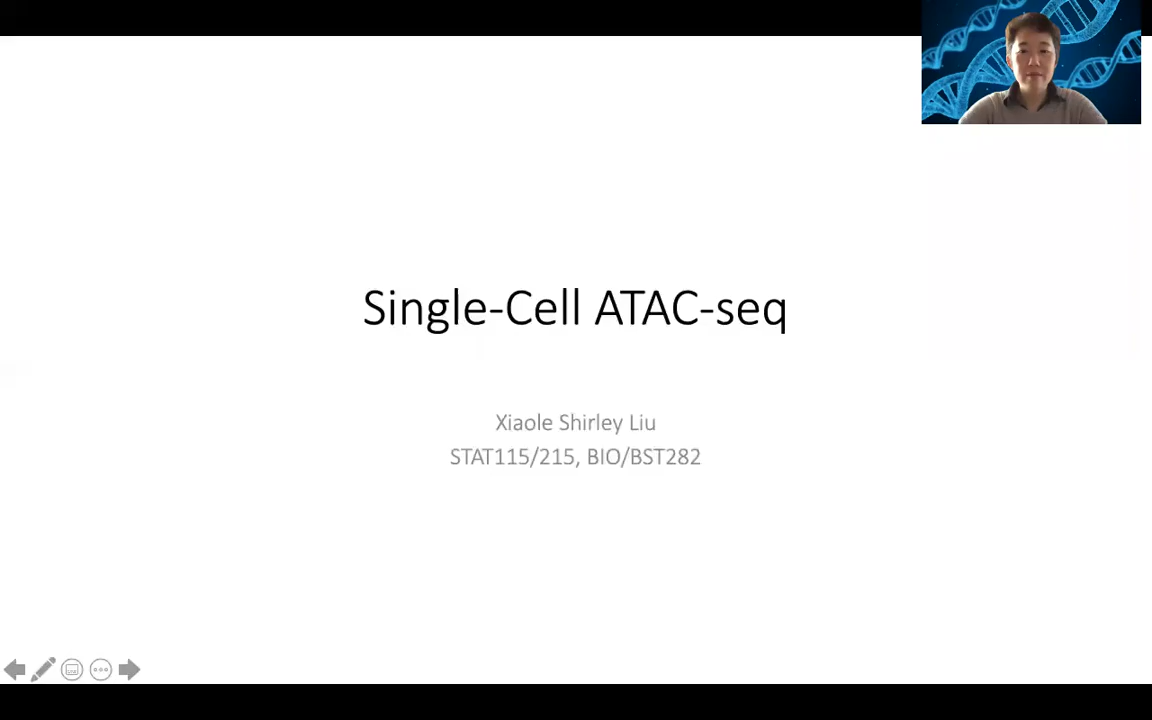 Single-Cell ATAC-seq
Xiaole Shirley Liu
STAT115/215, BIO/BST282